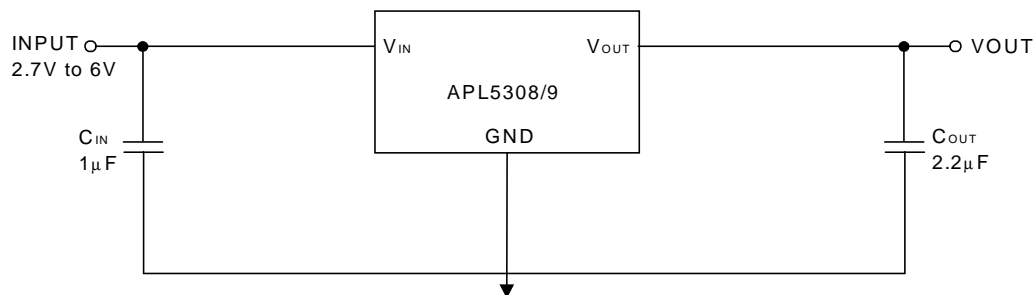 INPUT
2.7V to 6V
VIN
VOUT
VOUT
APL5308/9
GND
CIN
1μF
COUT
2.2μF